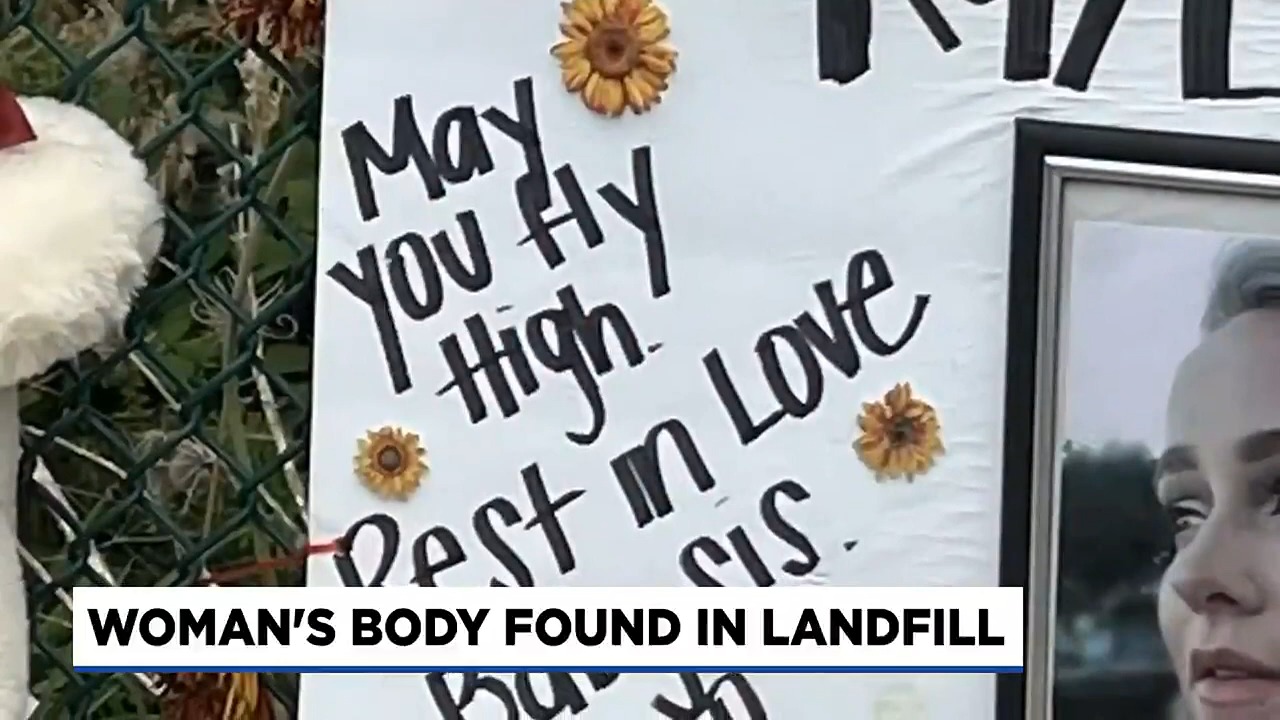 May
you Fly
High.
Rest in Love
sis.
WOMAN'S BODY FOUND IN LANDFILL